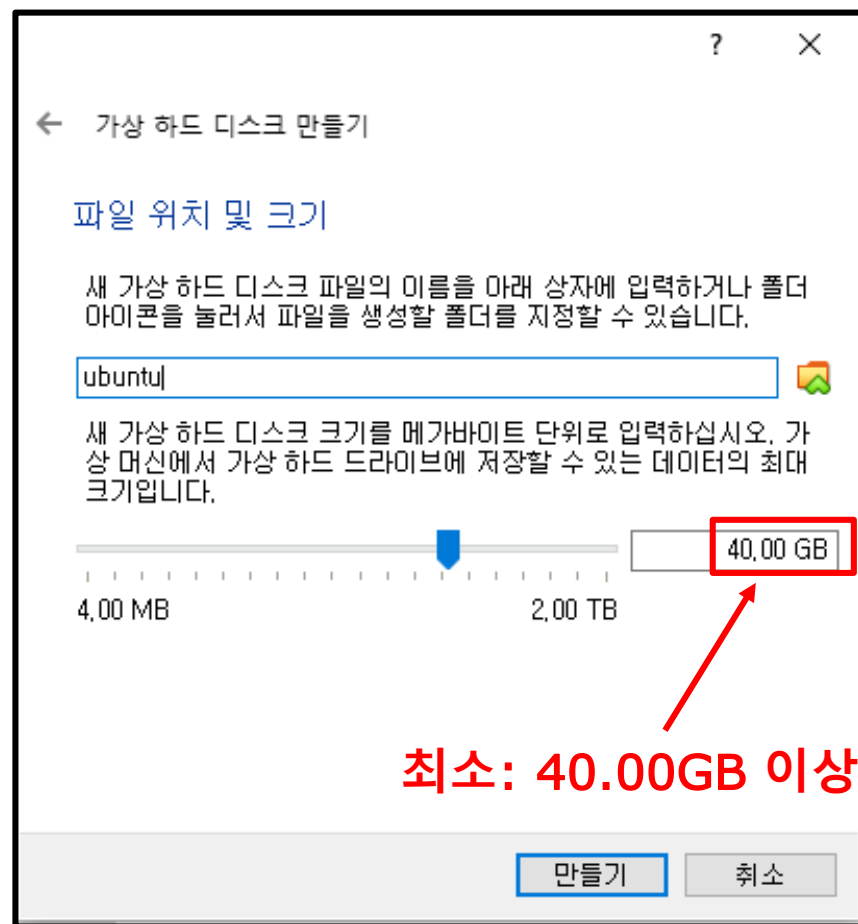 ?
가상 하드 디스크 만들기
파일 위치 및 크기
새 가상 하드 디스크 파일의 이름을 아래 상자에 입력하거나 폴더
아이콘을 눌러서 파일을 생성할 폴더를 지정할 수 있습니다.
ubuntu
새 가상 하드 디스크 크기를 메가바이트 단위로 입력하십시오. 가
상 머신에서 가상 하드 드라이브에 저장할 수 있는 데이터의 최대
크기입니다.
40.00 GB
4.00 MB 2.00 TB
최소: 40.00GB 이상
만들기 취소